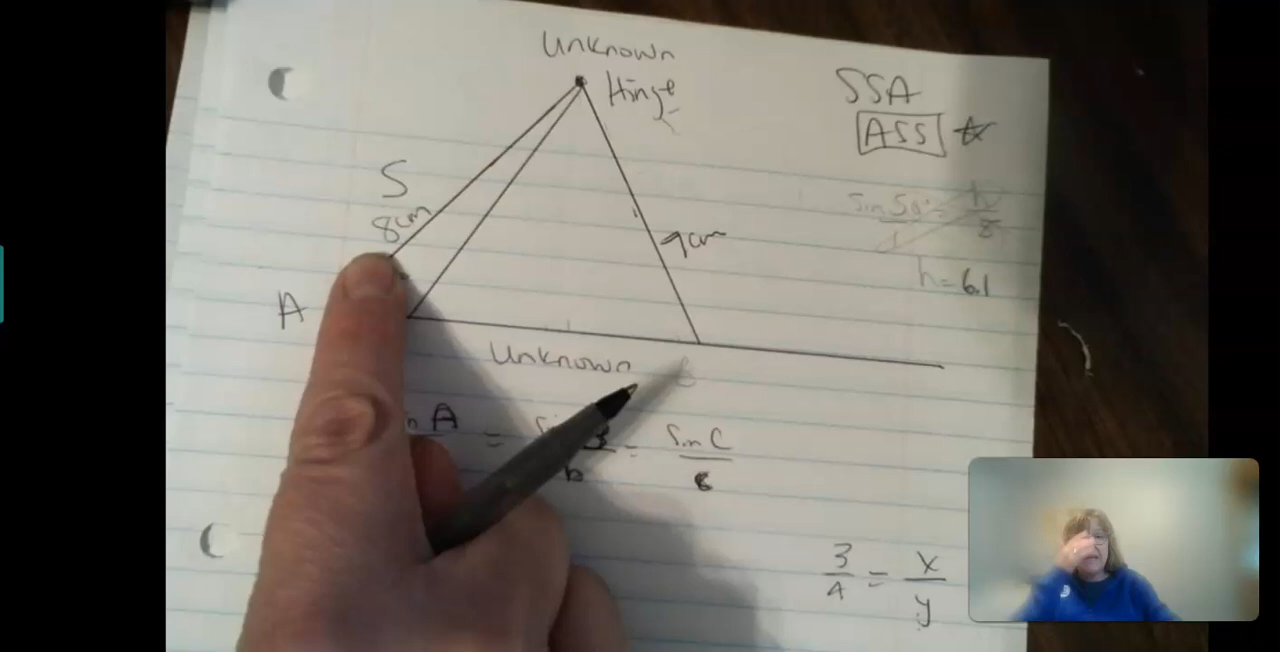 Unknown
Hinge
SSA
ASS
S
8cm
9cm
A
Unknown
h=6.1
A = = sin C
b
3/4 = x/y